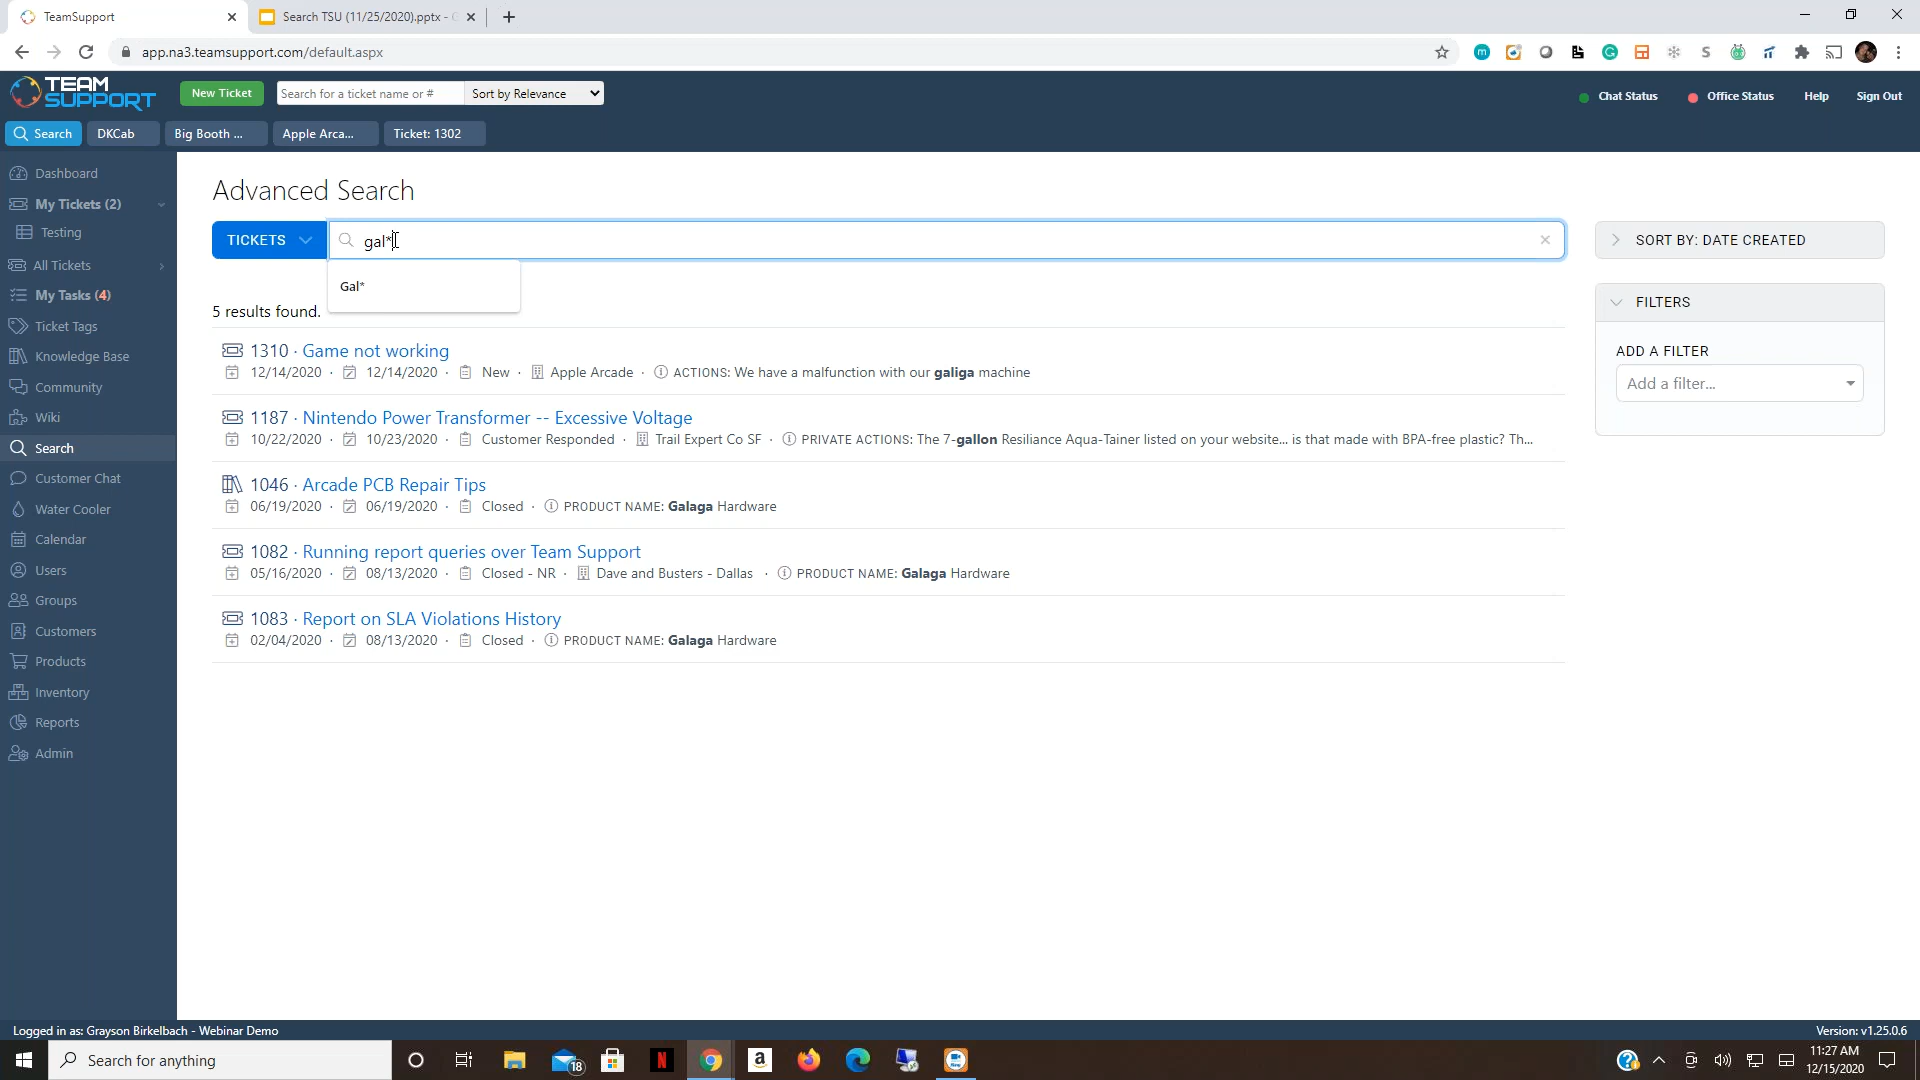 TeamSupport
Search TSU (11/25/2020).pptx - G
app.na3.teamsupport.com/default.aspx
TEAM SUPPORT
New Ticket
Search for a ticket name or #
Sort by Relevance
Chat Status
Office Status
Help
Sign Out
Search
DKCab
Big Booth ...
Apple Arca...
Ticket: 1302
Dashboard
My Tickets (2)
Testing
All Tickets
My Tasks (4)
Ticket Tags
Knowledge Base
Community
Wiki
Search
Customer Chat
Water Cooler
Calendar
Users
Groups
Customers
Products
Inventory
Reports
Admin
Advanced Search
TICKETS
gal*
Gal*
5 results found.
1310 · Game not working
12/14/2020 · 12/14/2020 · New · Apple Arcade · ACTIONS: We have a malfunction with our galiga machine
1187 · Nintendo Power Transformer -- Excessive Voltage
10/22/2020 · 10/23/2020 · Customer Responded · Trail Expert Co SF · PRIVATE ACTIONS: The 7-gallon Resiliance Aqua-Tainer listed on your website... is that made with BPA-free plastic? Th...
1046 · Arcade PCB Repair Tips
06/19/2020 · 06/19/2020 · Closed · PRODUCT NAME: Galaga Hardware
1082 · Running report queries over Team Support
05/16/2020 · 08/13/2020 · Closed - NR · Dave and Busters - Dallas · PRODUCT NAME: Galaga Hardware
1083 · Report on SLA Violations History
02/04/2020 · 08/13/2020 · Closed · PRODUCT NAME: Galaga Hardware
SORT BY: DATE CREATED
FILTERS
ADD A FILTER
Add a filter...
Logged in as: Grayson Birkelbach - Webinar Demo
Version: v1.25.0.6
Search for anything
18
11:27 AM
12/15/2020